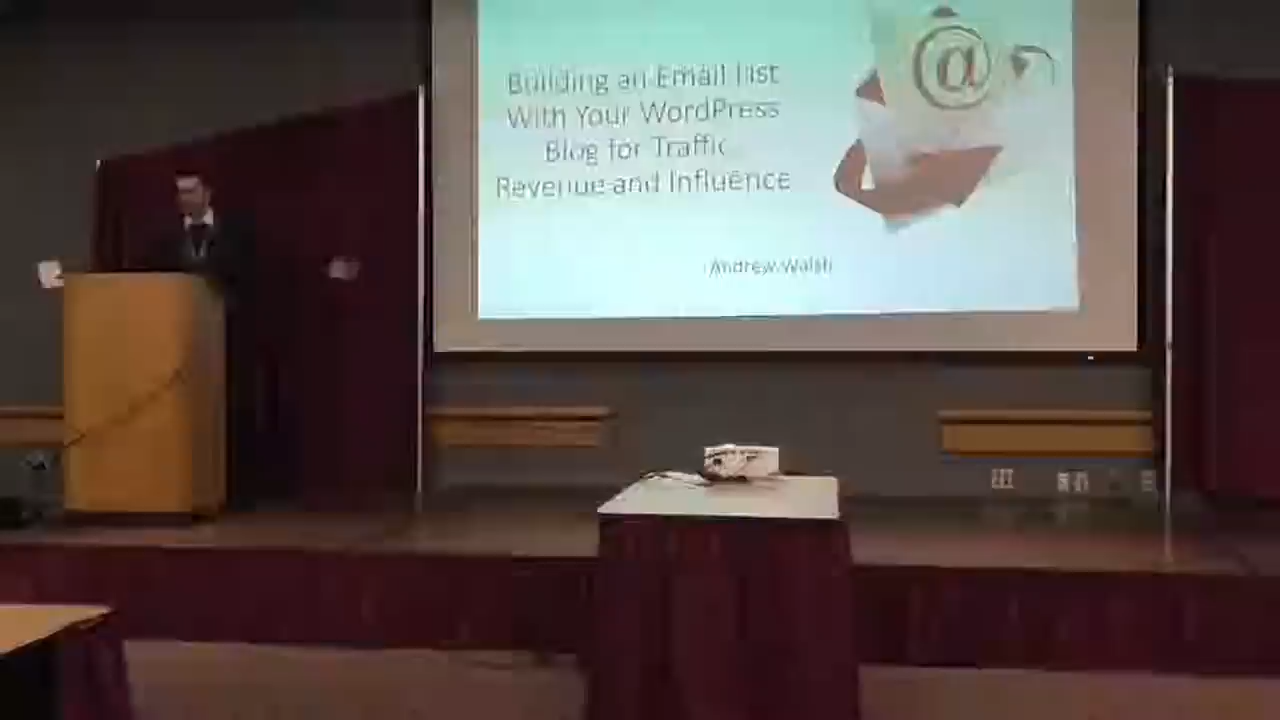 Building an Email List
With Your WordPress
Blog for Traffic
Revenue and Influence
@
Andrew Walsh